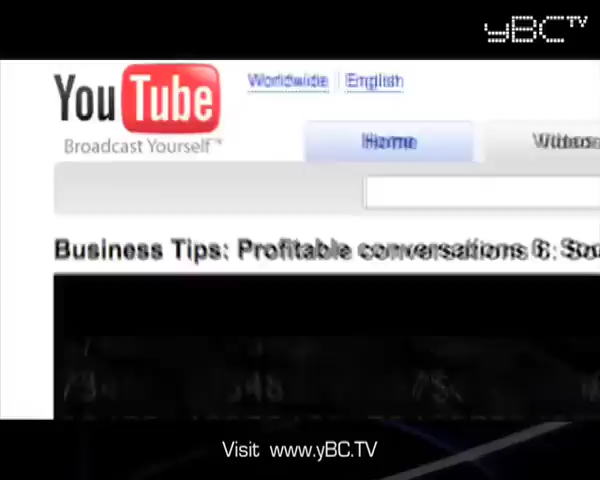 yBC TV
YouTube
Broadcast Yourself™
Worldwide
English
Home
Videos
Business Tips: Profitable conversations 6:
Visit www.yBC.TV